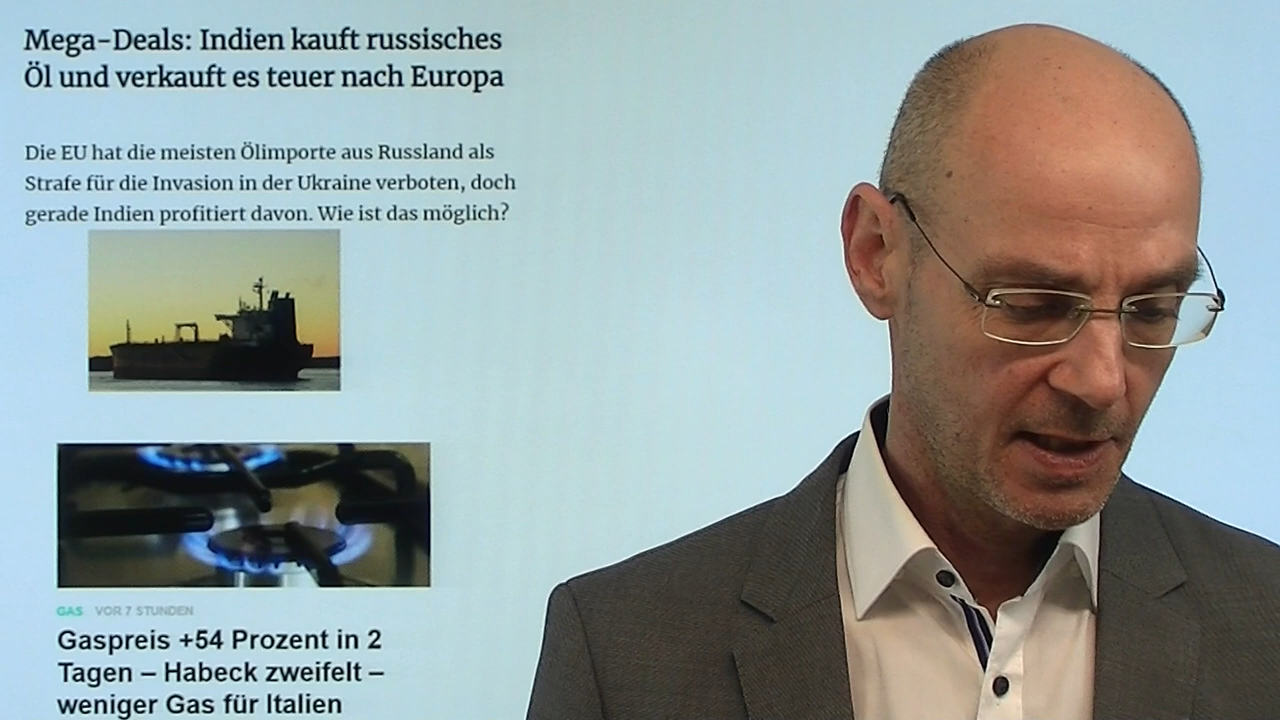 Mega-Deals: Indien kauft russisches
Öl und verkauft es teuer nach Europa
Die EU hat die meisten Ölimporte aus Russland als
Strafe für die Invasion in der Ukraine verboten, doch
gerade Indien profitiert davon. Wie ist das möglich?
GAS VOR 7 STUNDEN
Gaspreis +54 Prozent in 2
Tagen – Habeck zweifelt –
weniger Gas für Italien